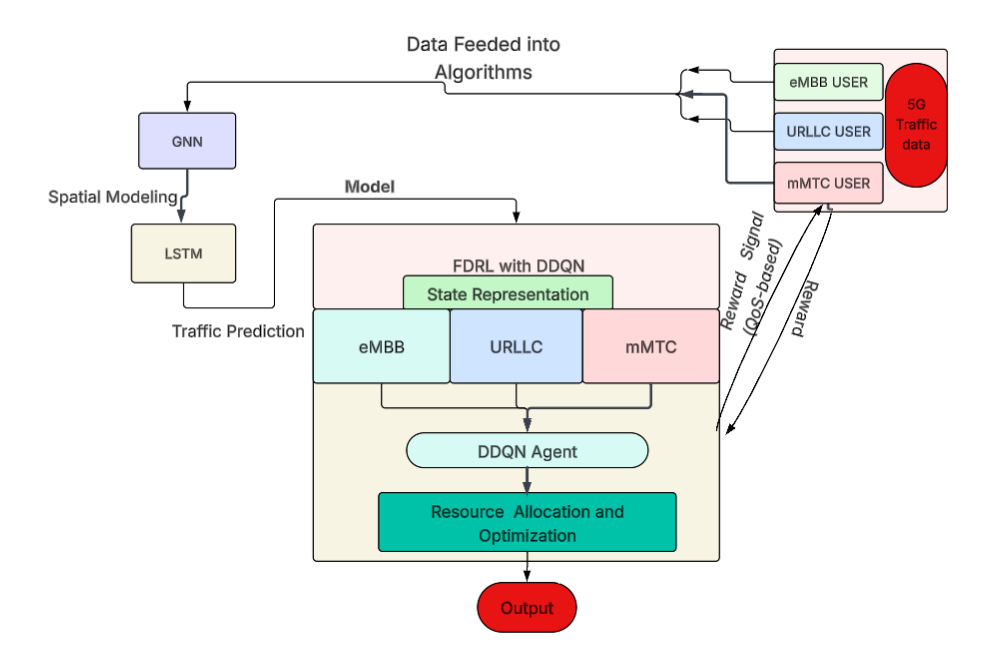 Data Feeded into
Algorithms
eMBB USER
URLLC USER
mMTC USER
5G
Traffic
data
GNN
Spatial Modeling
LSTM
Traffic Prediction
Model
FDRL with DDQN
State Representation
eMBB
URLLC
mMTC
DDQN Agent
Resource Allocation and
Optimization
Output
Reward Signal
(QoS-based)
Reward